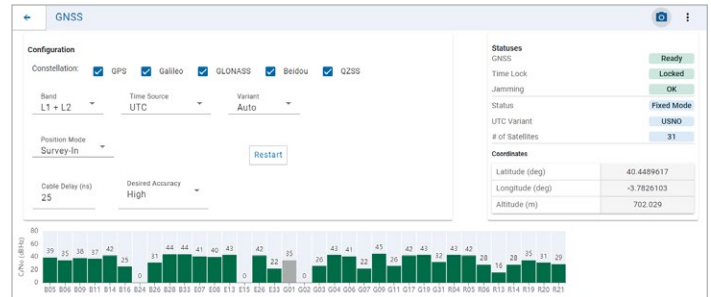 GNSS
Configuration
Constellation: GPS Galileo GLONASS Beidou QZSS
Band Time Source Variant
L1 + L2 UTC Auto
Position Mode
Survey-In
Restart
Cable Delay (ns) Desired Accuracy
25 High
Statuses
GNSS Ready
Time Lock Locked
Jamming OK
Status Fixed Mode
UTC Variant USNO
# of Satellites 31
Coordinates
Latitude (deg) 40.4489617
Longitude (deg) -3.7826103
Altitude (m) 702.029
C/No (dBHz)
80
60
40
20
0
39 35 38 37 42 25 0 31 44 44 41 40 43 0 42 22 35 0 26 43 41 22 45 26 42 43 32 43 42 28 16 28 35 31 29
B05 B06 B09 B11 B14 B16 B24 B26 B28 B33 E07 E08 E13 E15 E26 E33 G01 G02 G03 G04 G06 G07 G09 G11 G17 G19 G31 R04 R05 R06 R13 R14 R19 R20 R21